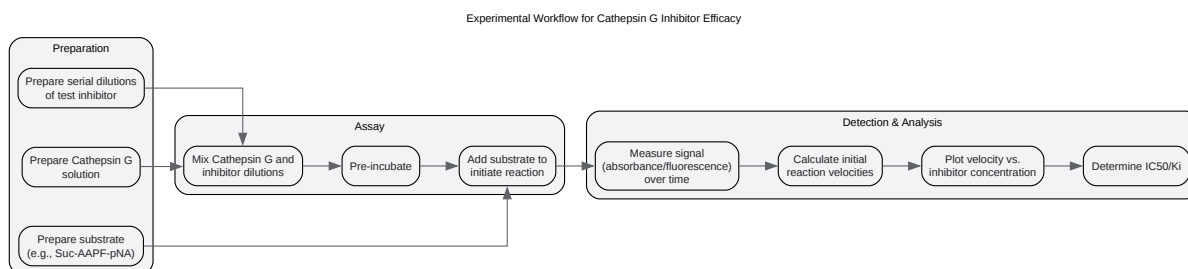 Experimental Workflow for Cathepsin G Inhibitor Efficacy
Preparation
Prepare serial dilutions
of test inhibitor
Prepare Cathepsin G
solution
Prepare substrate
(e.g., Suc-AAPF-pNA)
Assay
Mix Cathepsin G and
inhibitor dilutions
Pre-incubate
Add substrate to
initiate reaction
Detection & Analysis
Measure signal
(absorbance/fluorescence)
over time
Calculate initial
reaction velocities
Plot velocity vs.
inhibitor concentration
Determine IC50/Ki